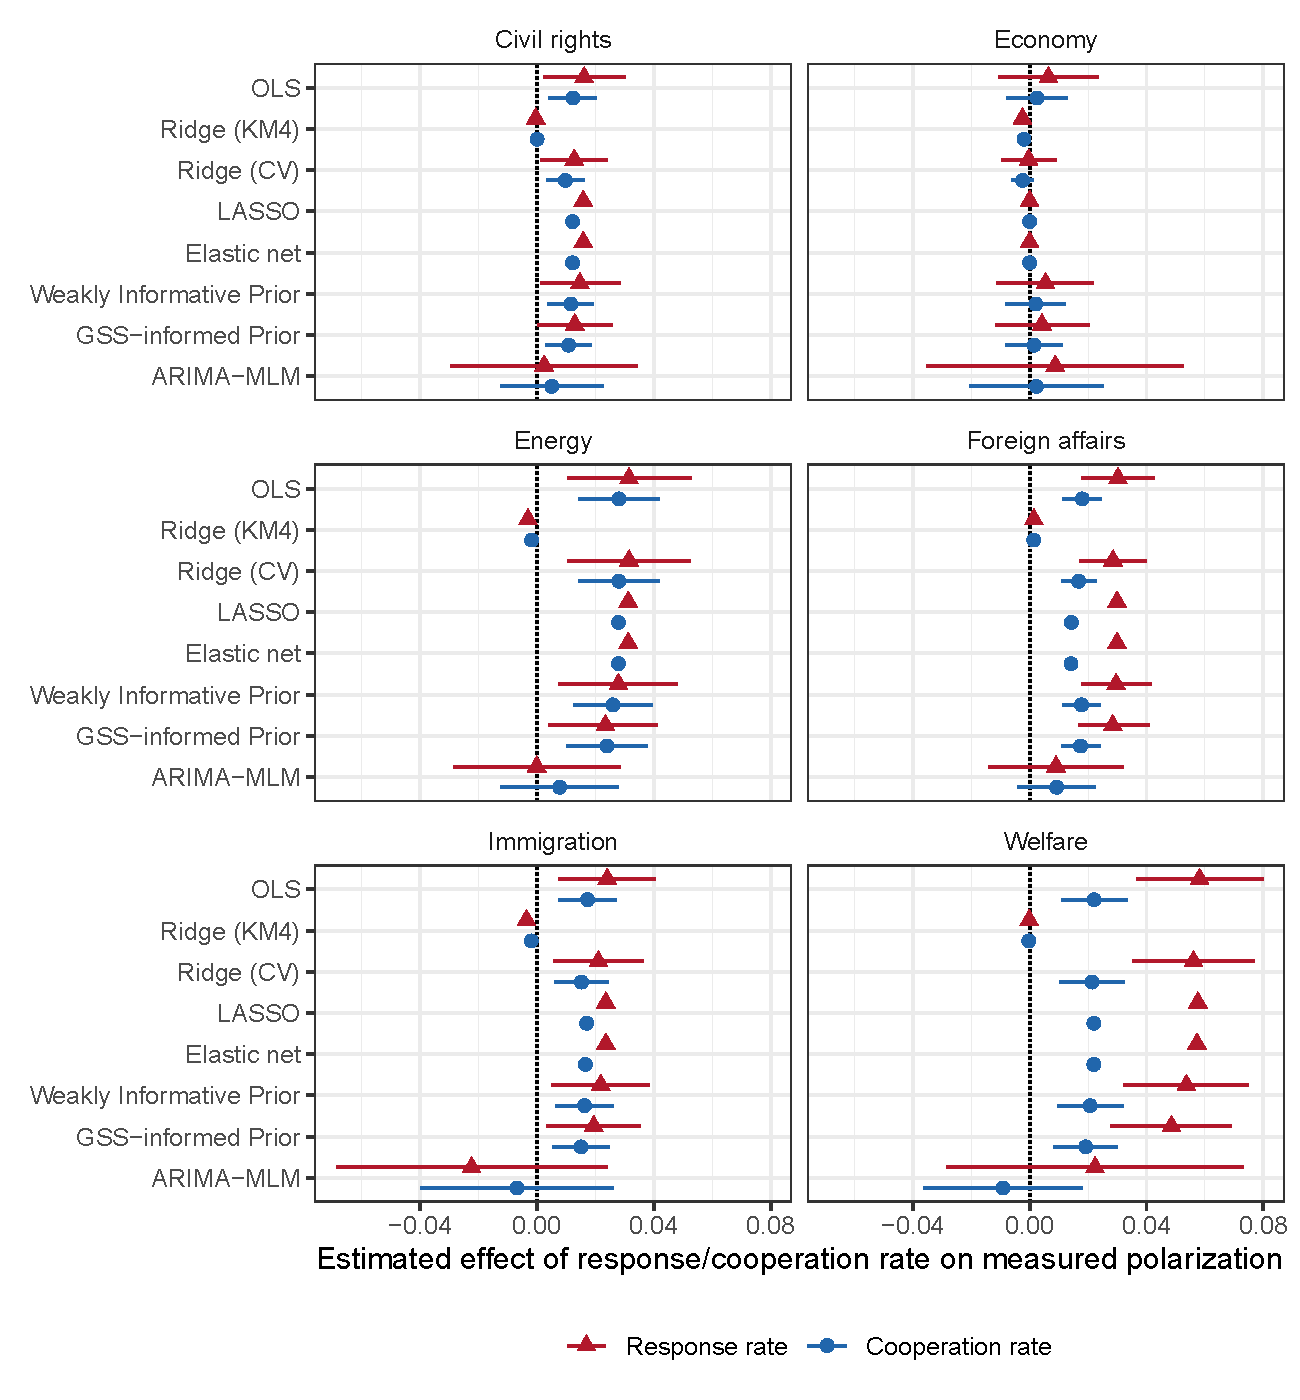 Civil rights
Economy
OLS
Ridge (KM4)
Ridge (CV)
LASSO
Elastic net
Weakly Informative Prior
GSS−informed Prior
ARIMA−MLM
Energy
Foreign affairs
OLS
Ridge (KM4)
Ridge (CV)
LASSO
Elastic net
Weakly Informative Prior
GSS−informed Prior
ARIMA−MLM
Immigration
Welfare
OLS
Ridge (KM4)
Ridge (CV)
LASSO
Elastic net
Weakly Informative Prior
GSS−informed Prior
ARIMA−MLM
−0.04 0.00 0.04 0.08 −0.04 0.00 0.04 0.08
Estimated effect of response/cooperation rate on measured polarization
Response rate Cooperation rate